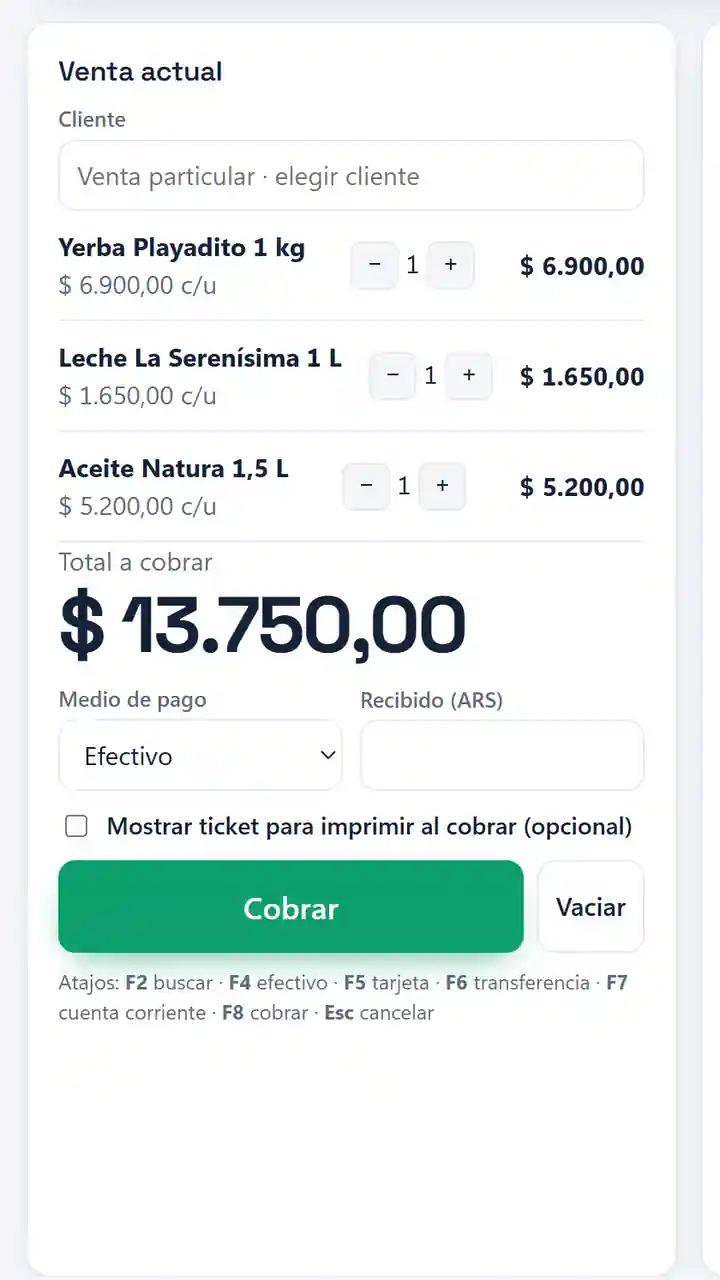 Venta actual
Cliente
Venta particular · elegir cliente
Yerba Playadito 1 kg
$ 6.900,00 c/u
− 1 +
$ 6.900,00
Leche La Serenísima 1 L
$ 1.650,00 c/u
− 1 +
$ 1.650,00
Aceite Natura 1,5 L
$ 5.200,00 c/u
− 1 +
$ 5.200,00
Total a cobrar
$ 13.750,00
Medio de pago
Recibido (ARS)
Efectivo
Mostrar ticket para imprimir al cobrar (opcional)
Cobrar
Vaciar
Atajos: F2 buscar · F4 efectivo · F5 tarjeta · F6 transferencia · F7
cuenta corriente · F8 cobrar · Esc cancelar